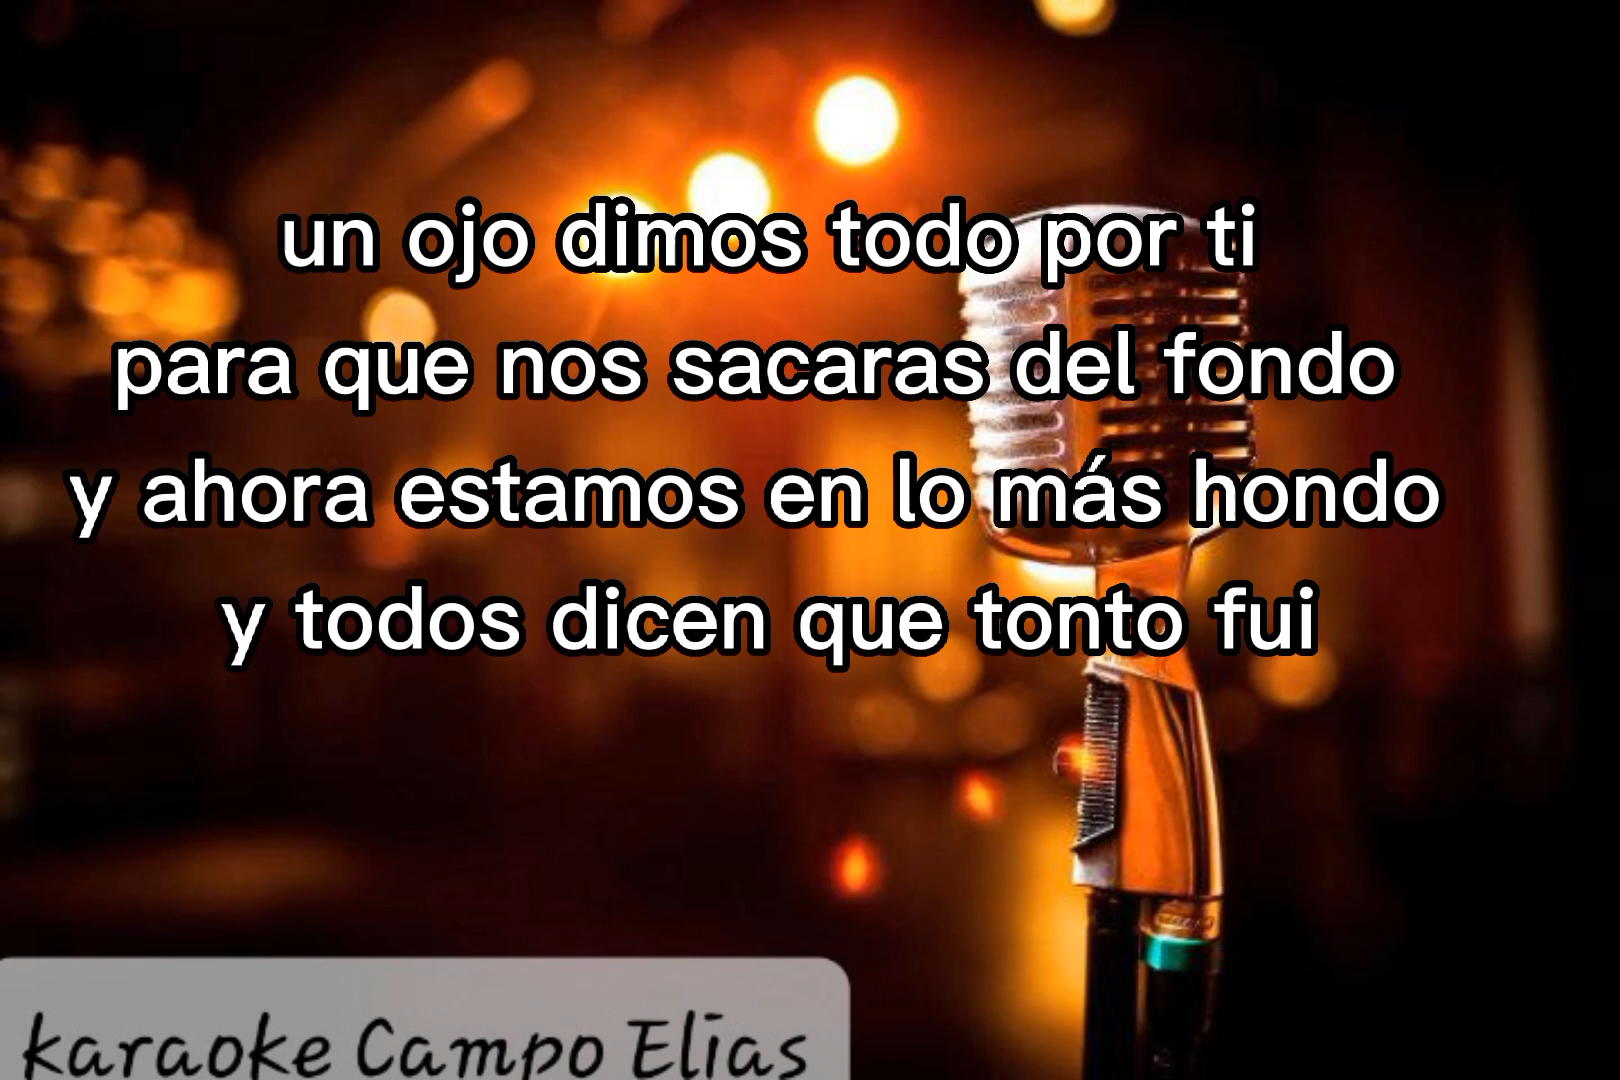 un ojo dimos todo por ti
para que nos sacaras del fondo
y ahora estamos en lo más hondo
y todos dicen que tonto fui
karaoke Campo Elias